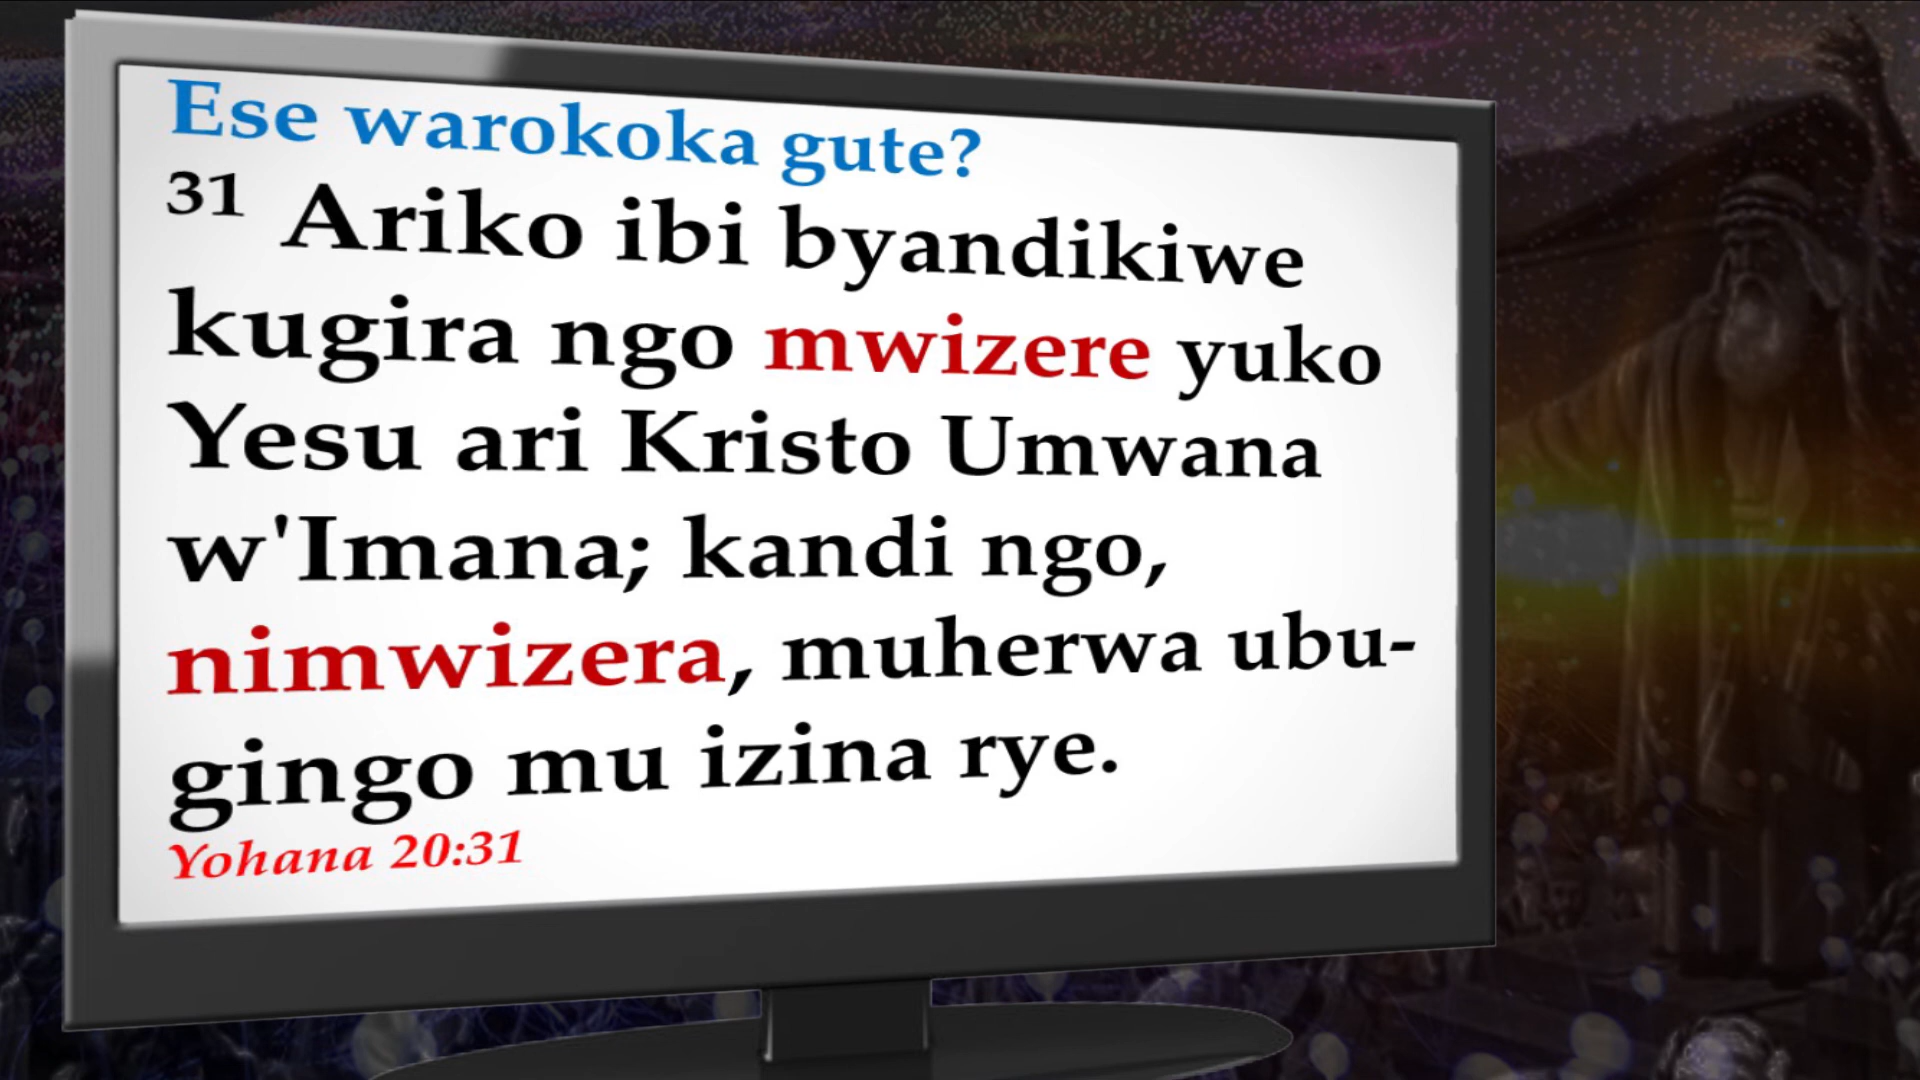 Ese warokoka gute?
31 Ariko ibi byandikiwe
kugira ngo mwizere yuko
Yesu ari Kristo Umwana
w'Imana; kandi ngo,
nimwizera, muherwa ubu-
gingo mu izina rye.
Yohana 20:31